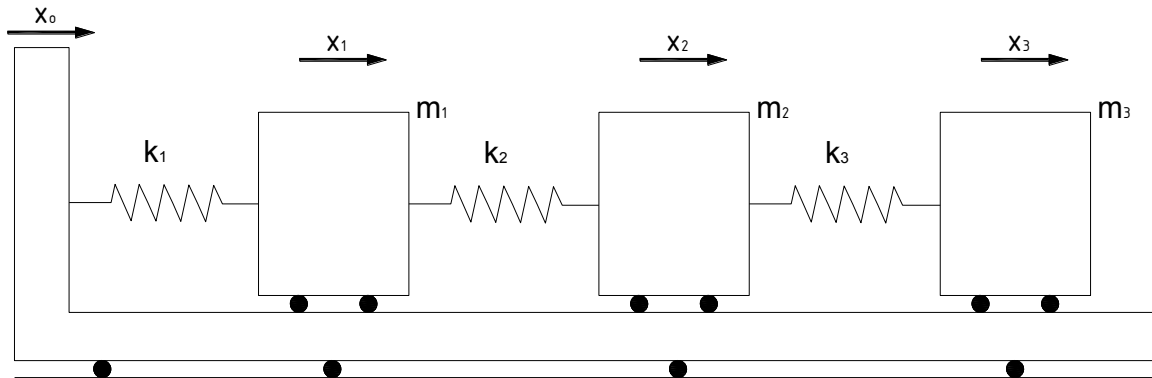 x₀
x₁ x₂ x₃
m₁ m₂ m₃
k₁ k₂ k₃